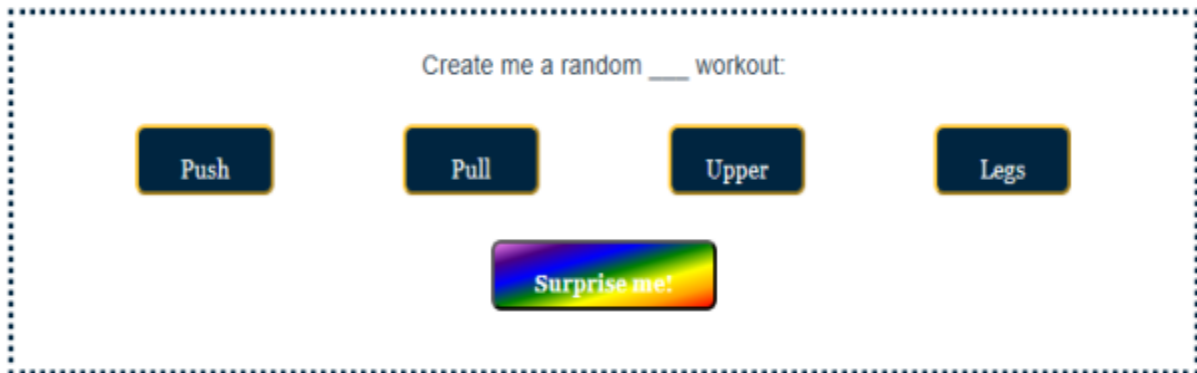 Create me a random ___ workout:
Push Pull Upper Legs
Surprise me!